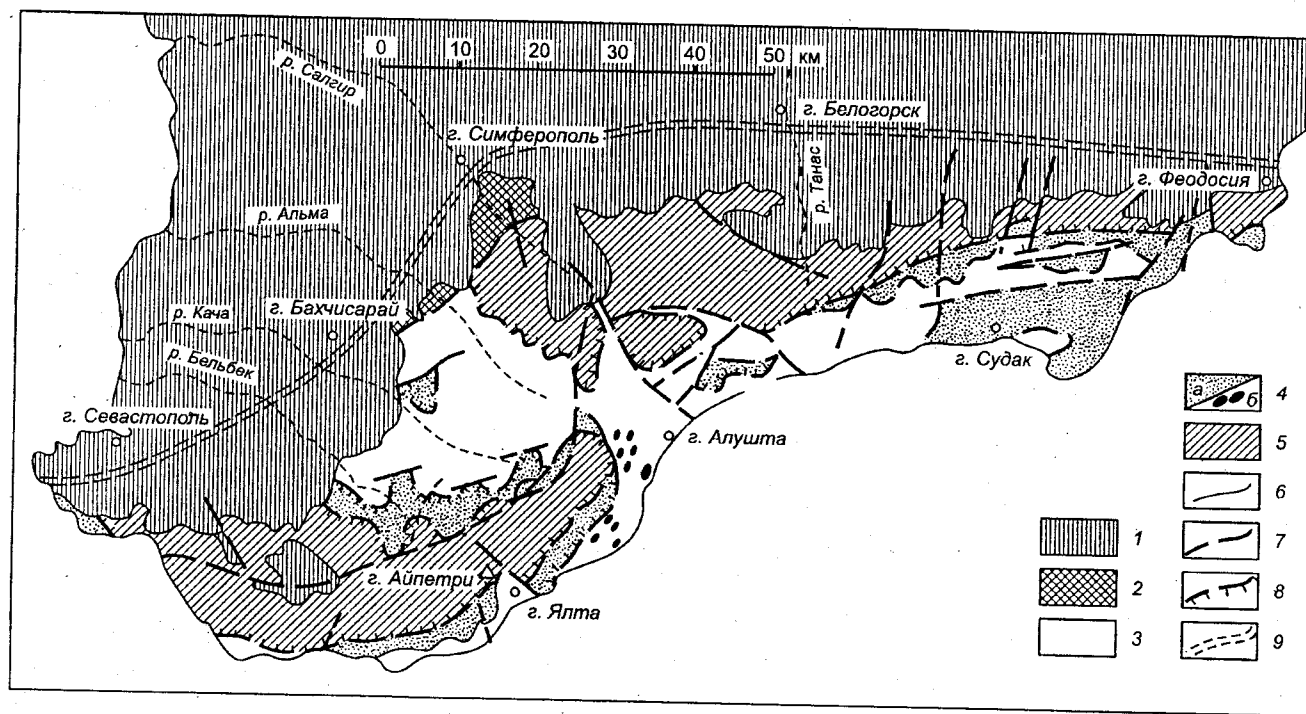 0 10 20 30 40 50 км
р. Салгир
г. Белогорск
г. Симферополь
р. Танас
г. Феодосия
р. Альма
г. Бахчисарай
р. Кача
р. Бельбек
г. Судак
г. Севастополь
г. Алушта
г. Айпетри
г. Ялта
а б 4
5
6
1 7
2 8
3 9